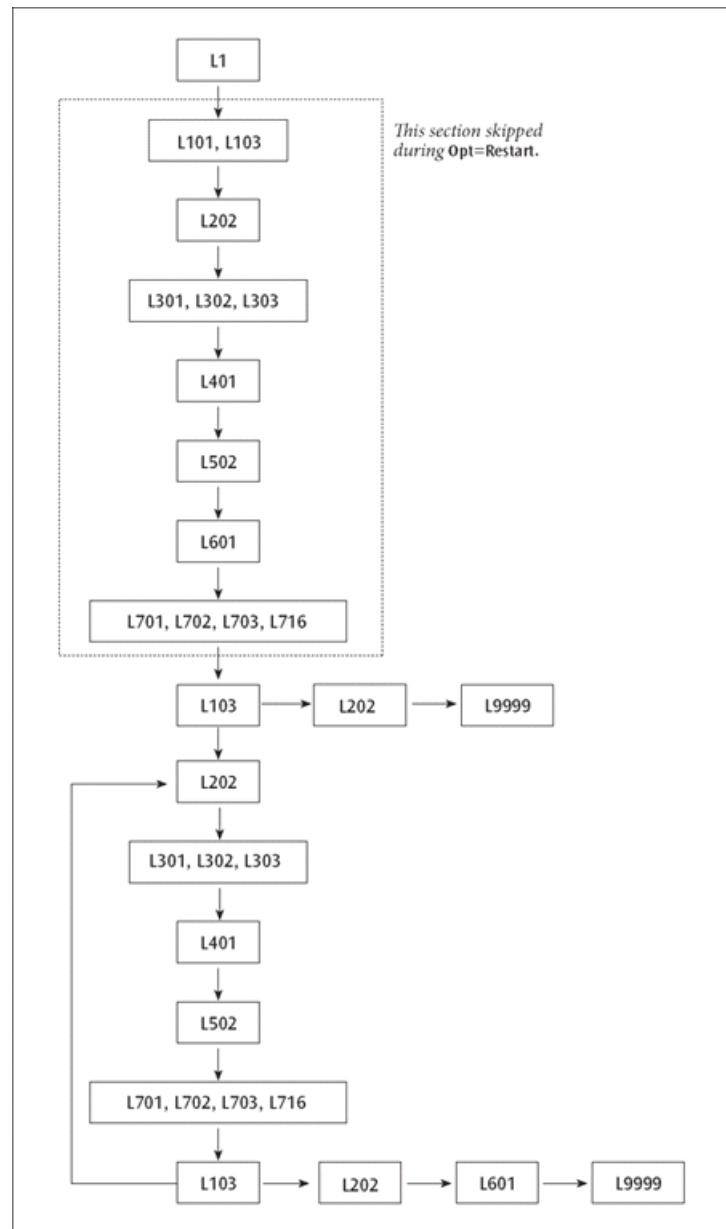 L1
This section skipped
during Opt=Restart.
L101, L103
L202
L301, L302, L303
L401
L502
L601
L701, L702, L703, L716
L103
L202
L9999
L202
L301, L302, L303
L401
L502
L701, L702, L703, L716
L103
L202
L601
L9999